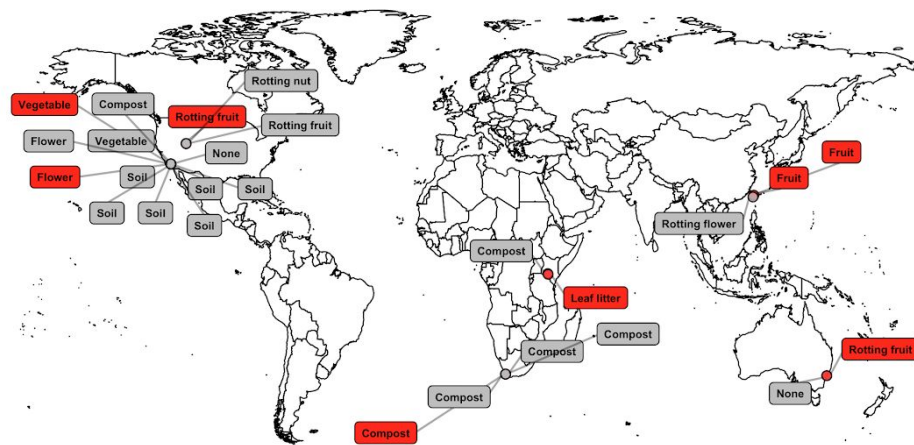 Rotting nut
Vegetable
Compost
Rotting fruit
Rotting fruit
Flower
Vegetable
None
Fruit
Flower
Soil
Soil
Soil
Fruit
Soil
Soil
Soil
Rotting flower
Compost
Leaf litter
Compost
Compost
Rotting fruit
Compost
None
Compost